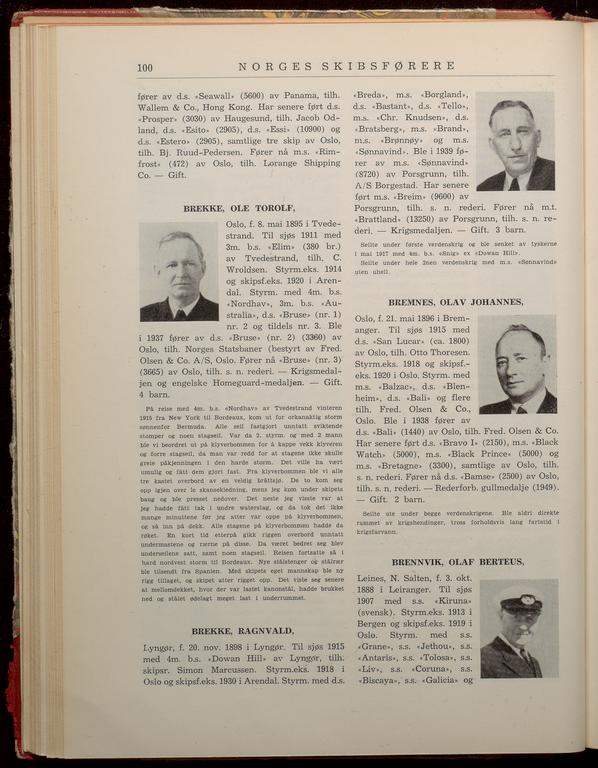 100
NORGES SKIBSFØRERE
fører av d.s. «Seawall» (5600) av Panama, tilh.
Wallem & Co., Hong Kong. Har senere ført d.s.
«Prosper» (3030) av Haugesund, tilh. Jacob Od-
land, d.s. «Esito» (2905), d.s. «Essi» (10900) og
d.s. «Estero» (2905), samtlige tre skip av Oslo,
tilh. Bj. Ruud-Pedersen. Fører nå m.s. «Rim-
frost» (472) av Oslo, tilh. Lorange Shipping
Co. — Gift.
BREKKE, OLE TOROLF,
Oslo, f. 8. mai 1895 i Tvede-
strand. Til sjøs 1911 med
3m. b.s. «Elim» (380 br.)
av Tvedestrand, tilh. C.
Wroldsen. Styrm.eks. 1914
og skipsf.eks. 1920 i Aren-
dal. Styrm. med 4m. b.s.
«Nordhav», 3m. b.s. «Au-
stralia», d.s. «Bruse» (nr. 1)
nr. 2 og tildels nr. 3. Ble
i 1937 fører av d.s. «Bruse» (nr. 2) (3360) av
Oslo, tilh. Norges Statsbaner (bestyrt av Fred.
Olsen & Co. A/S, Oslo. Fører nå «Bruse» (nr. 3)
(3665) av Oslo, tilh. s. n. rederi. — Krigsmedal-
jen og engelske Homeguard-medaljen. — Gift.
4 barn.
På reise med 4m. b.s. «Nordhav» av Tvedestrand vinteren
1915 fra New York til Bordeaux, kom ut for orkanaktig storm
sønnenfor Bermuda. Alle seil fastgjort unntatt sviktende
stomper og noen stagseil. Var da 2. styrm. og med 2 mann
ble vi beordret ut på klyverbommen for å kappe vekk klyveren
og forre stagseil, da man var redd for at stagene ikke skulle
greie påkjenningen i den harde storm. Det ville ha vært
umulig og fått dem gjort fast. Fra klyverbommen ble vi alle
tre kastet overbord av en veldig bråttsjø. De to kom seg
opp igjen over le skansekledning, mens jeg kom under skipets
baug og ble presset nedover. Det neste jeg visste var at
jeg hadde fått tak i undre waterslag, og da tok det ikke
mange minuttene før jeg atter var oppe på klyverbommen,
og så inn på dekk. Alle stagene på klyverbommen hadde da
røket. En kort tid etterpå gikk riggen overbord unntatt
undermastene og rærne på disse. Da været bedret seg blev
underseilene satt, samt noen stagseil. Reisen fortsatte så i
hard nordvest storm til Bordeaux. Nye stålstenger og stålrær
ble tilsendt fra Spanien. Med skipets eget mannskap ble ny
rigg tillaget, og skipet atter rigget opp. Det viste seg senere
at mellomdekket, hvor der var lastet kanonstål, hadde brukket
ned og stålet ødelagt meget last i underrummet.
BREKKE, RAGNVALD,
Lyngør, f. 20. nov. 1898 i Lyngør. Til sjøs 1915
med 4m. b.s. «Dowan Hill» av Lyngør, tilh.
skipsr. Simon Marcussen. Styrm.eks. 1918 i
Oslo og skipsf.eks. 1930 i Arendal. Styrm. med d.s.
«Breda», m.s. «Borgland»,
d.s. «Bastant», d.s. «Tello»,
m.s. «Chr. Knudsen», d.s.
«Bratsberg», m.s. «Brand»,
m.s. «Brønnøy» og m.s.
«Sønnavind». Ble i 1939 fø-
rer av m.s. «Sønnavind»
(8720) av Porsgrunn, tilh.
A/S Borgestad. Har senere
ført m.s. «Breim» (9600) av
Porsgrunn, tilh. s. n. rederi. Fører nå m.t.
«Brattland» (13250) av Porsgrunn, tilh. s. n. re-
deri. — Krigsmedaljen. — Gift. 3 barn.
Seilte under første verdenskrig og ble senket av tyskerne
i mai 1917 med 4m. b.s. «Snig» ex «Dowan Hill».
Seilte under hele 2nen verdenskrig med m.s. «Sønnavind»
uten uhell.
BREMNES, OLAV JOHANNES,
Oslo, f. 21. mai 1896 i Brem-
anger. Til sjøs 1915 med
d.s. «San Lucar» (ca. 1800)
av Oslo, tilh. Otto Thoresen.
Styrm.eks. 1918 og skipsf.-
eks. 1920 i Oslo. Styrm. med
m.s. «Balzac», d.s. «Blen-
heim», d.s. «Bali» og flere
tilh. Fred. Olsen & Co.,
Oslo. Ble i 1938 fører av
d.s. «Bali» (1440) av Oslo, tilh. Fred. Olsen & Co.
Har senere ført d.s. «Bravo I» (2150), m.s. «Black
Watch» (5000), m.s. «Black Prince» (5000) og
m.s. «Bretagne» (3300), samtlige av Oslo, tilh.
s. n. rederi. Fører nå d.s. «Bamse» (2500) av Oslo,
tilh. s. n. rederi. — Rederforb. gullmedalje (1949).
— Gift. 2 barn.
Seilte ute under begge verdenskrigene. Ble aldri direkte
rummet av krigshendinger, tross forholdvis lang fartstid i
krigsfarvann.
BRENNVIK, OLAF BERTEUS,
Leines, N. Salten, f. 3. okt.
1888 i Leiranger. Til sjøs
1907 med s.s. «Kiruna»
(svensk). Styrm.eks. 1913 i
Bergen og skipsf.eks. 1919 i
Oslo. Styrm. med s.s.
«Grane», s.s. «Jethou», s.s.
«Antaris», s.s. «Tolosa», s.s.
«Liv», s.s. «Coruna», s.s.
«Biscaya», s.s. «Galicia» og